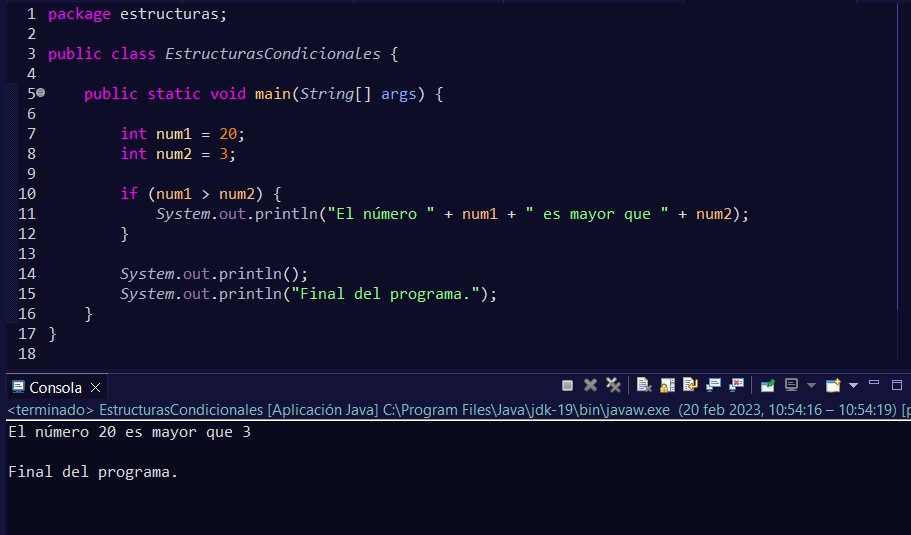 1 package estructuras;
2
3 public class EstructurasCondicionales {
4
5 public static void main(String[] args) {
6
7 int num1 = 20;
8 int num2 = 3;
9
10 if (num1 > num2) {
11 System.out.println("El número " + num1 + " es mayor que " + num2);
12 }
13
14 System.out.println();
15 System.out.println("Final del programa.");
16 }
17 }
18
Consola
<terminado> EstructurasCondicionales [Aplicación Java] C:\Program Files\Java\jdk-19\bin\javaw.exe (20 feb 2023, 10:54:16 – 10:54:19) [p
El número 20 es mayor que 3
Final del programa.